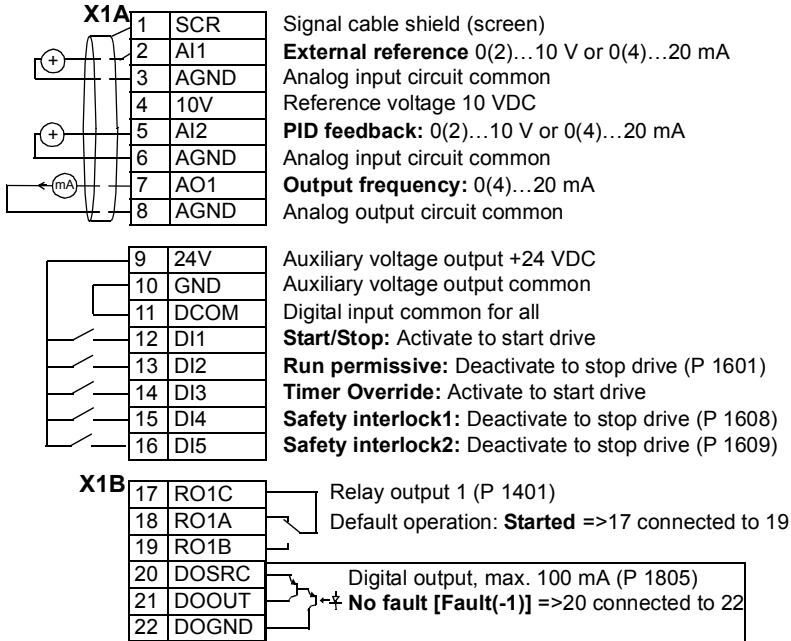 X1A
1 SCR Signal cable shield (screen)
2 AI1 External reference 0(2)…10 V or 0(4)…20 mA
3 AGND Analog input circuit common
4 10V Reference voltage 10 VDC
5 AI2 PID feedback: 0(2)…10 V or 0(4)…20 mA
6 AGND Analog input circuit common
mA 7 AO1 Output frequency: 0(4)…20 mA
8 AGND Analog output circuit common
9 24V Auxiliary voltage output +24 VDC
10 GND Auxiliary voltage output common
11 DCOM Digital input common for all
12 DI1 Start/Stop: Activate to start drive
13 DI2 Run permissive: Deactivate to stop drive (P 1601)
14 DI3 Timer Override: Activate to start drive
15 DI4 Safety interlock1: Deactivate to stop drive (P 1608)
16 DI5 Safety interlock2: Deactivate to stop drive (P 1609)
X1B
17 RO1C Relay output 1 (P 1401)
18 RO1A Default operation: Started =>17 connected to 19
19 RO1B
20 DOSRC Digital output, max. 100 mA (P 1805)
21 DOOUT No fault [Fault(-1)] =>20 connected to 22
22 DOGND